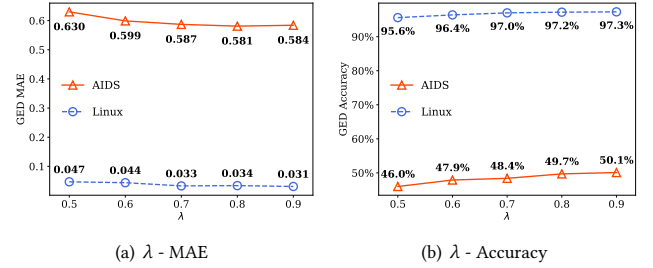 GED MAE
0.6
0.5
0.4
0.3
0.2
0.1
0.630
0.599
0.587
0.581
0.584
AIDS
Linux
0.047
0.044
0.033
0.034
0.031
0.5 0.6 0.7 0.8 0.9
λ
(a) λ - MAE
GED Accuracy
90%
80%
70%
60%
50%
95.6%
96.4%
97.0%
97.2%
97.3%
AIDS
Linux
46.0%
47.9%
48.4%
49.7%
50.1%
0.5 0.6 0.7 0.8 0.9
λ
(b) λ - Accuracy